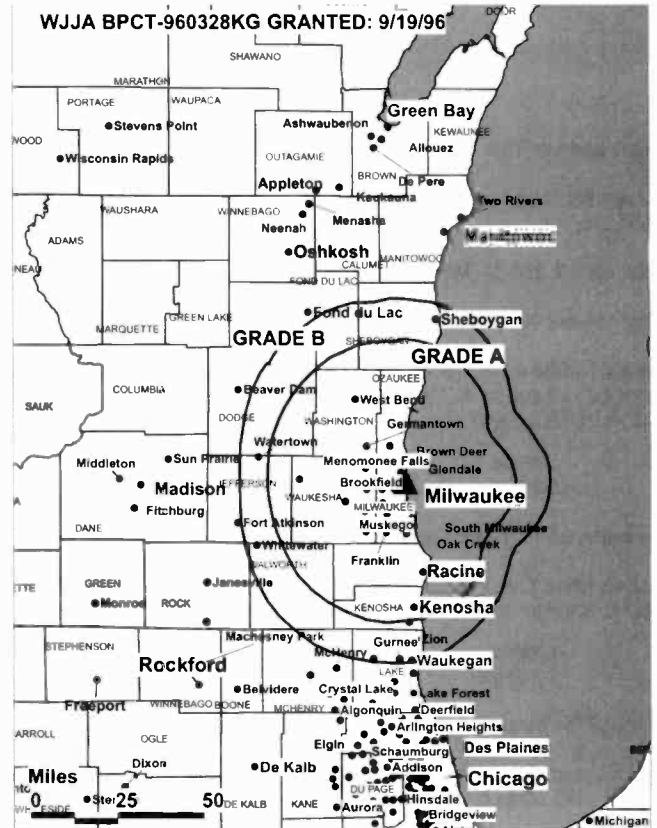 WJJA BPCT-960328KG GRANTED: 9/19/96
DOOR
SHAWANO
MARATHON
PORTAGE
WAUPACA
Green Bay
Stevens Point
Ashwaubenon
KEWAUNEE
WOOD
Allouez
Wisconsin Rapids
OUTAGAMIE
BROWN
De Pere
Appleton
Kaukauna
Two Rivers
WAUSHARA
WINNEBAGO
Menasha
Neenah
Manitowoc
ADAMS
Oshkosh
MANITOWOC
NEAU
CALUMET
FOND DU LAC
Fond du Lac
Sheboygan
GREEN LAKE
MARQUETTE
GRADE B
SHEBOYGAN
GRADE A
OZAUKEE
COLUMBIA
Beaver Dam
West Bend
SAUK
DODGE
WASHINGTON
Germantown
Watertown
Brown Deer
Middleton
Sun Prairie
Menomonee Falls
Glendale
Madison
JEFFERSON
Brookfield
WAUKESHA
Milwaukee
Fitchburg
MILWAUKEE
DANE
Fort Atkinson
Muskego
South Milwaukee
Whitewater
Oak Creek
Franklin
WALWORTH
ETTE
GREEN
Janesville
Racine
Monroe
ROCK
KENOSHA
Kenosha
Machesney Park
STEPHENSON
Gurnee
Zion
Rockford
McHenry
Waukegan
LAKE
Belvidere
Crystal Lake
Lake Forest
Freeport
WINNEBAGO
BOONE
MCHENRY
Algonquin
Deerfield
ARROLL
Arlington Heights
OGLE
Elgin
Schaumburg
Des Plaines
Dixon
Miles
De Kalb
Addison
Chicago
DU PAGE
0
25
50
Ster
Hinsdale
WHITESIDE
DE KALB
KANE
Aurora
Bridgeview
Michigan